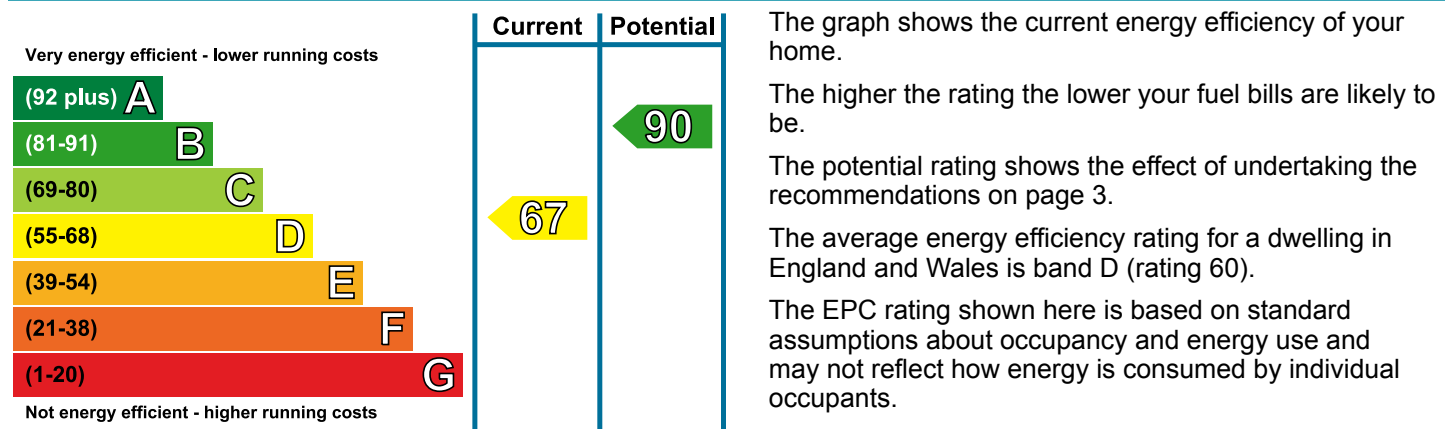 Current Potential
Very energy efficient - lower running costs
(92 plus) A
(81-91) B
(69-80) C
(55-68) D
(39-54) E
(21-38) F
(1-20) G
Not energy efficient - higher running costs
67
90
The graph shows the current energy efficiency of your
home.
The higher the rating the lower your fuel bills are likely to
be.
The potential rating shows the effect of undertaking the
recommendations on page 3.
The average energy efficiency rating for a dwelling in
England and Wales is band D (rating 60).
The EPC rating shown here is based on standard
assumptions about occupancy and energy use and
may not reflect how energy is consumed by individual
occupants.